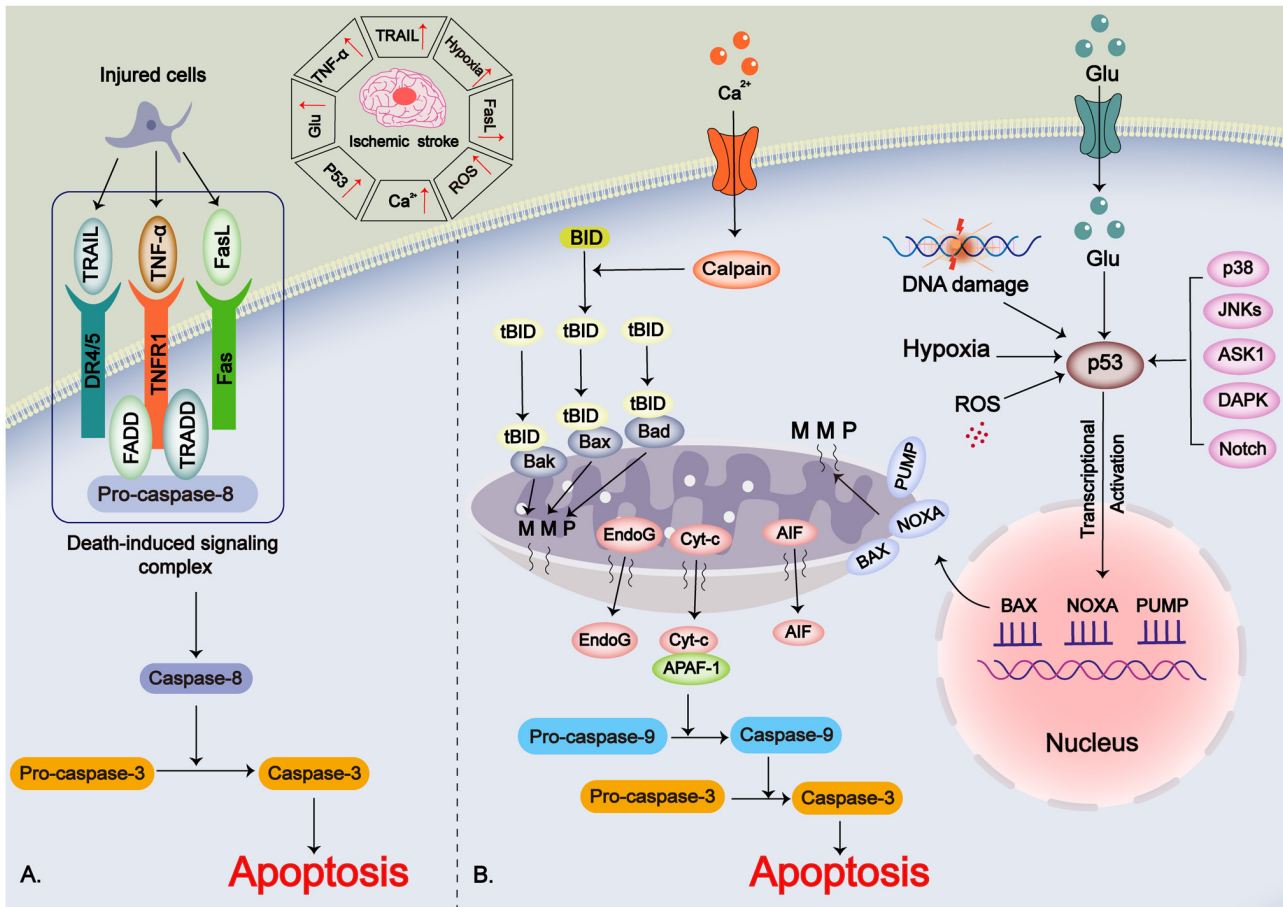 Injured cells
TRAIL
TNF-α
Hypoxia
Glu
FasL
Ischemic stroke
P53
Ca²⁺
ROS
TRAIL
TNF-α
FasL
DR4/5
TNFR1
Fas
FADD
TRADD
Pro-caspase-8
Death-induced signaling
complex
Caspase-8
Pro-caspase-3
Caspase-3
Apoptosis
A.
Ca²⁺
BID
Calpain
tBID
tBID
tBID
tBID
tBID
tBID
Bak
Bax
Bad
M M P
M M P
EndoG
Cyt-c
AIF
PUMP
NOXA
BAX
EndoG
Cyt-c
AIF
APAF-1
Pro-caspase-9
Caspase-9
Pro-caspase-3
Caspase-3
Apoptosis
B.
Glu
Glu
DNA damage
Hypoxia
ROS
p53
p38
JNKs
ASK1
DAPK
Notch
Transcriptional
Activation
BAX
NOXA
PUMP
Nucleus